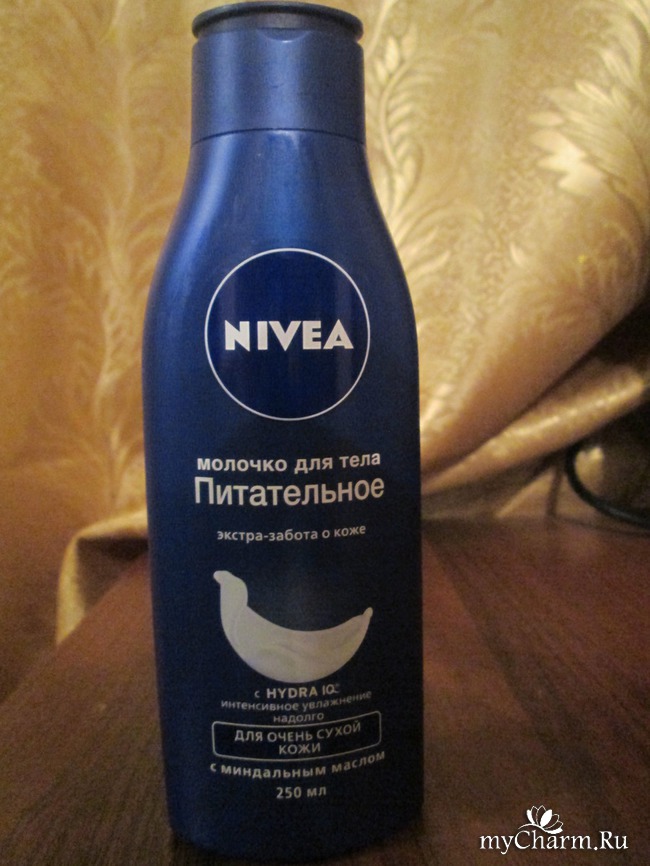 NIVEA
молочко для тела
Питательное
экстра-забота о коже
с HYDRA IQ
интенсивное увлажнение
надолго
ДЛЯ ОЧЕНЬ СУХОЙ
КОЖИ
с миндальным маслом
250 мл
myCharm.Ru